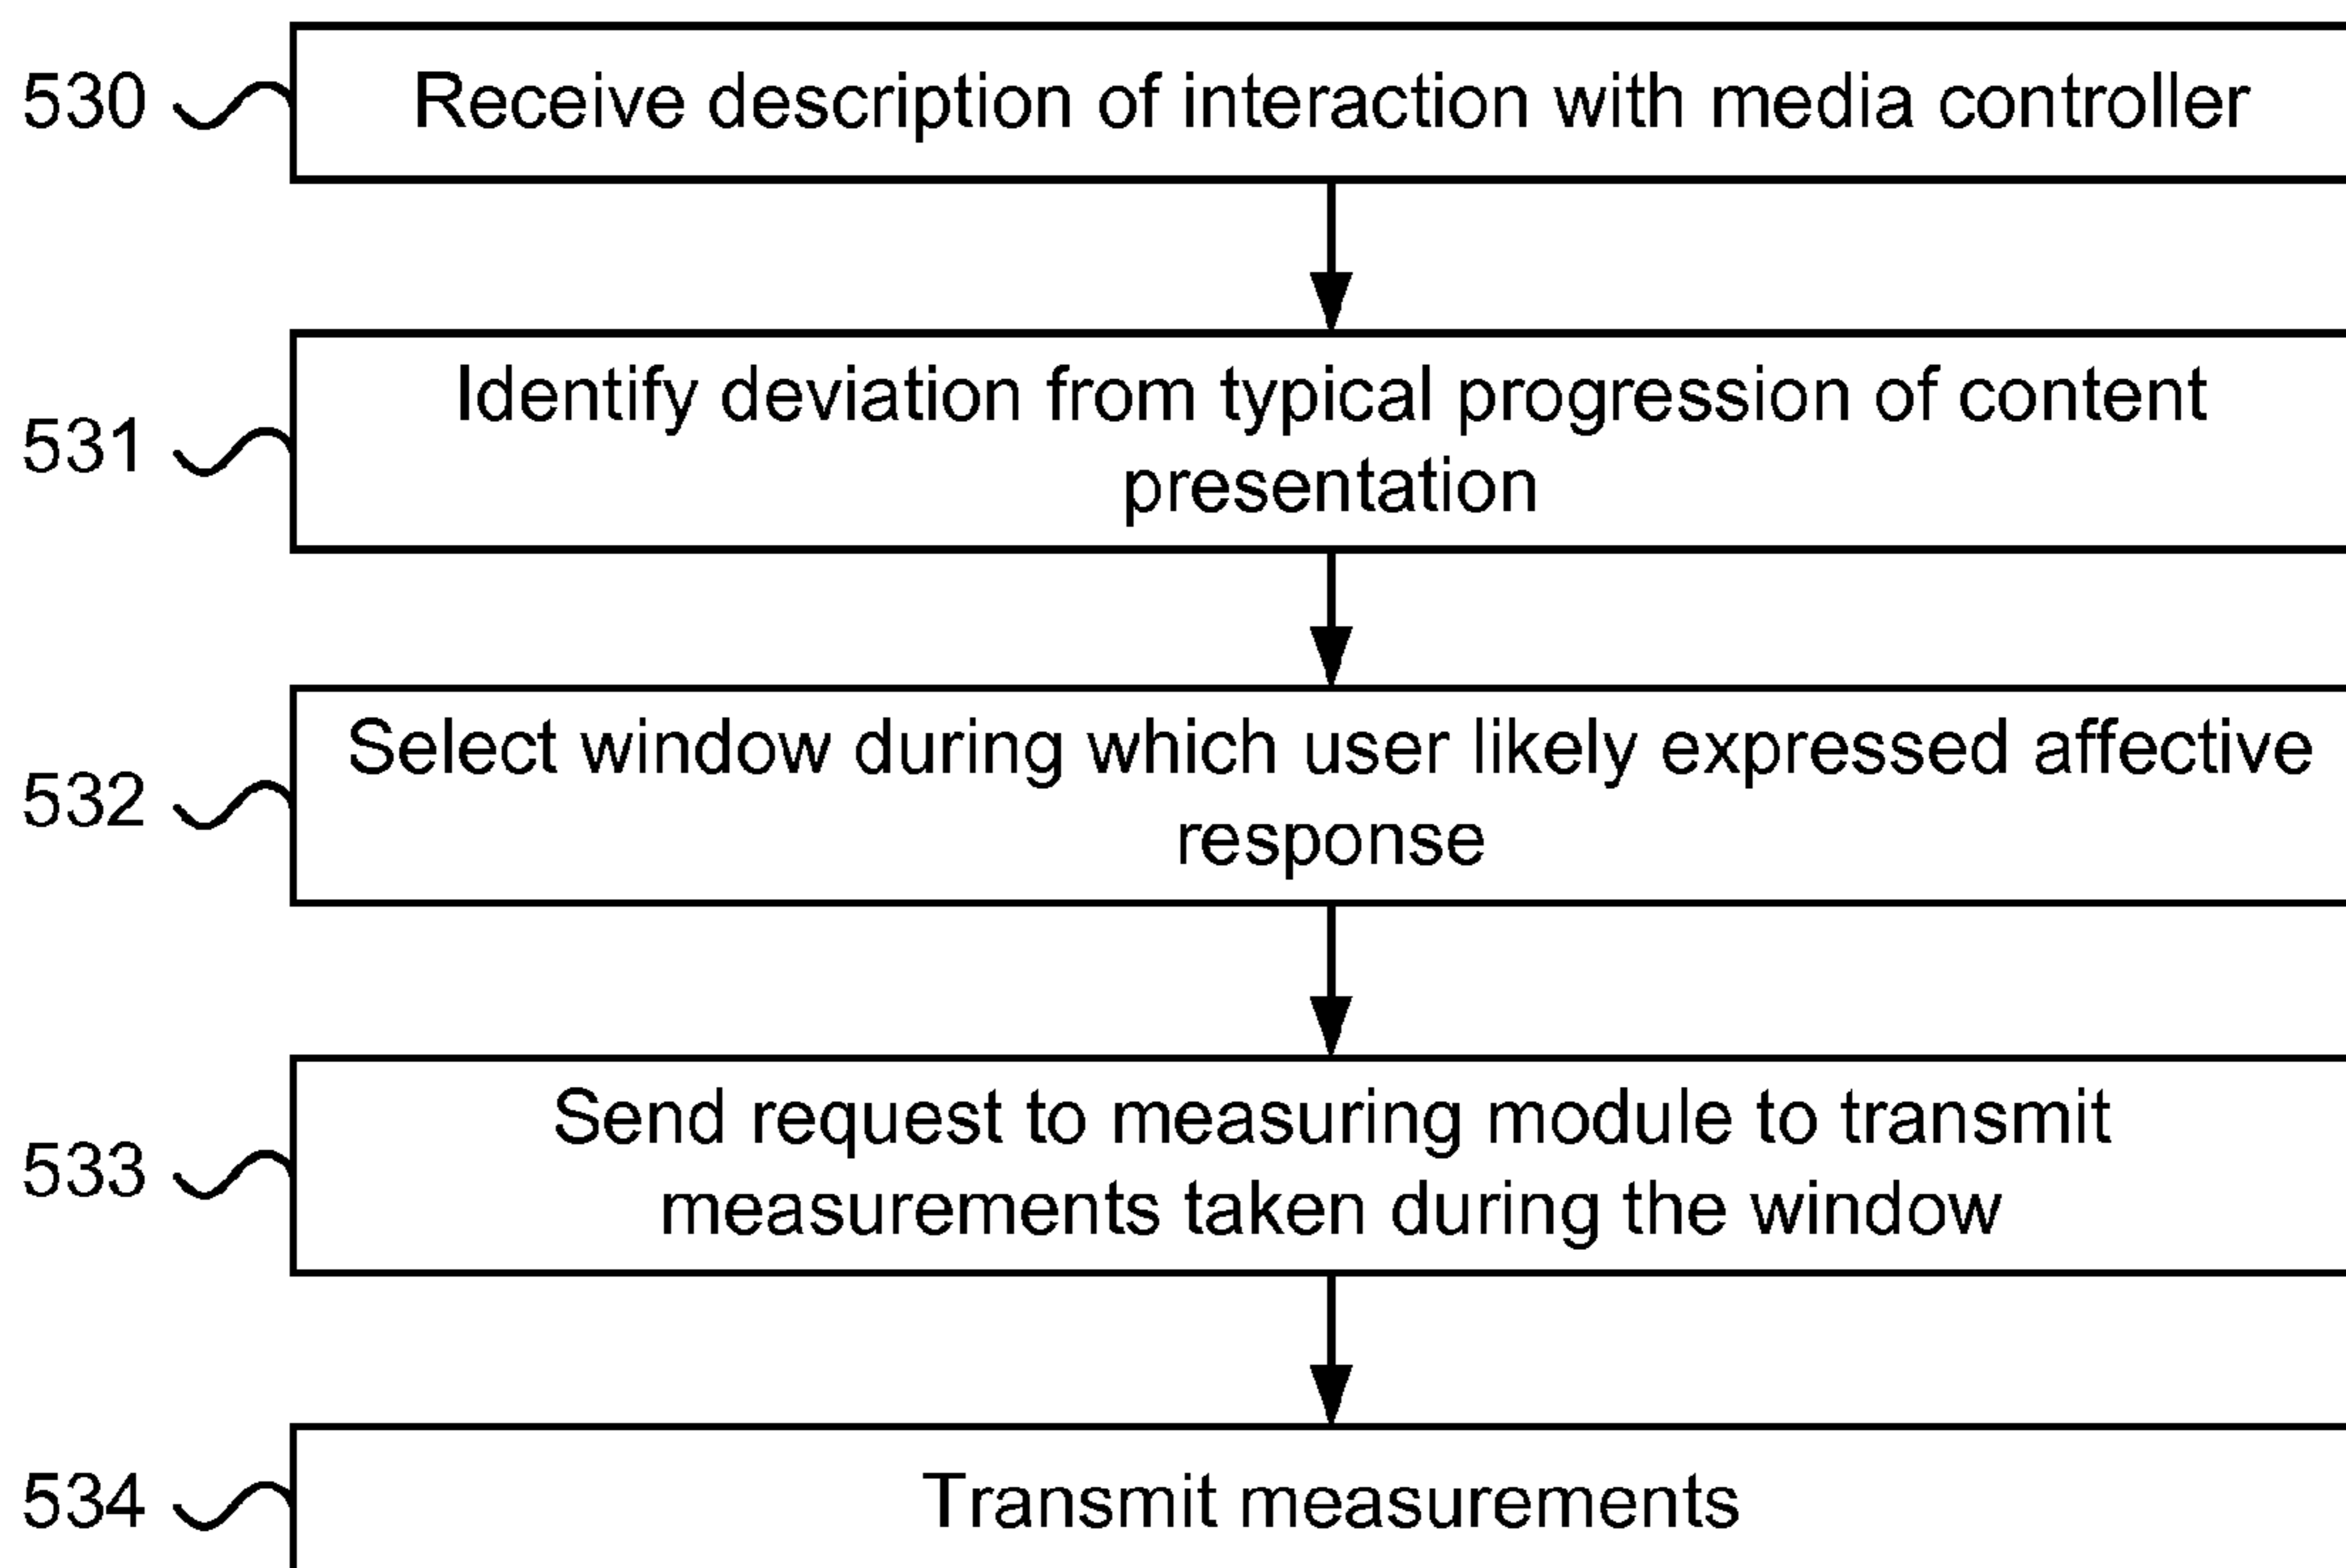 530
Receive description of interaction with media controller
531
Identify deviation from typical progression of content
presentation
532
Select window during which user likely expressed affective
response
533
Send request to measuring module to transmit
measurements taken during the window
534
Transmit measurements